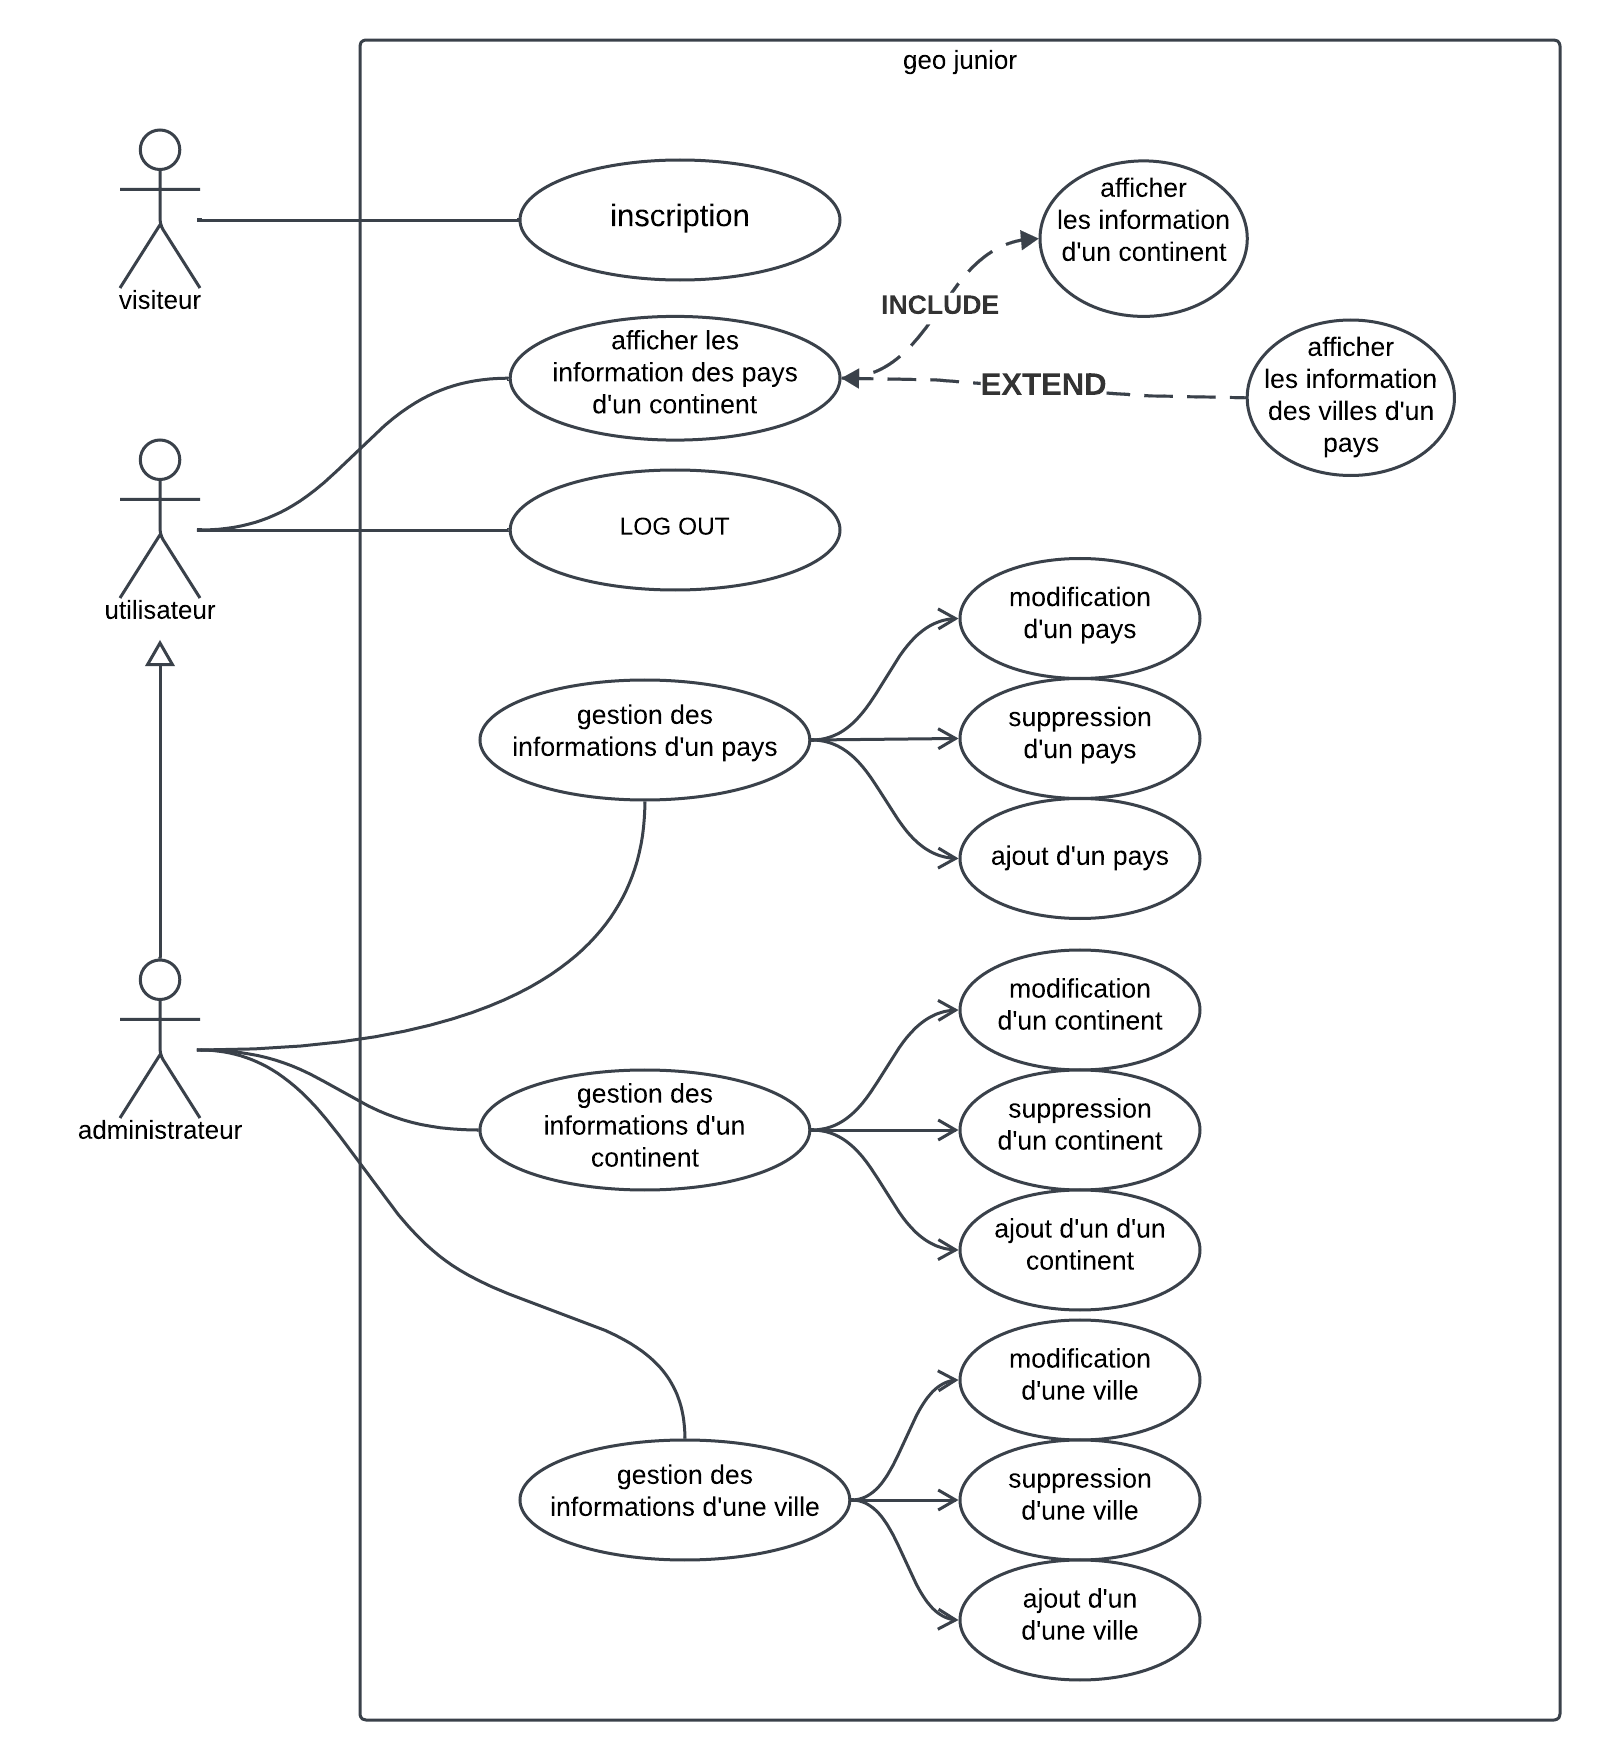 geo junior
visiteur
inscription
afficher
les information
d'un continent
INCLUDE
afficher les
information des pays
d'un continent
EXTEND
afficher
les information
des villes d'un
pays
utilisateur
LOG OUT
modification
d'un pays
gestion des
informations d'un pays
suppression
d'un pays
ajout d'un pays
administrateur
modification
d'un continent
gestion des
informations d'un
continent
suppression
d'un continent
ajout d'un d'un
continent
modification
d'une ville
gestion des
informations d'une ville
suppression
d'une ville
ajout d'un
d'une ville